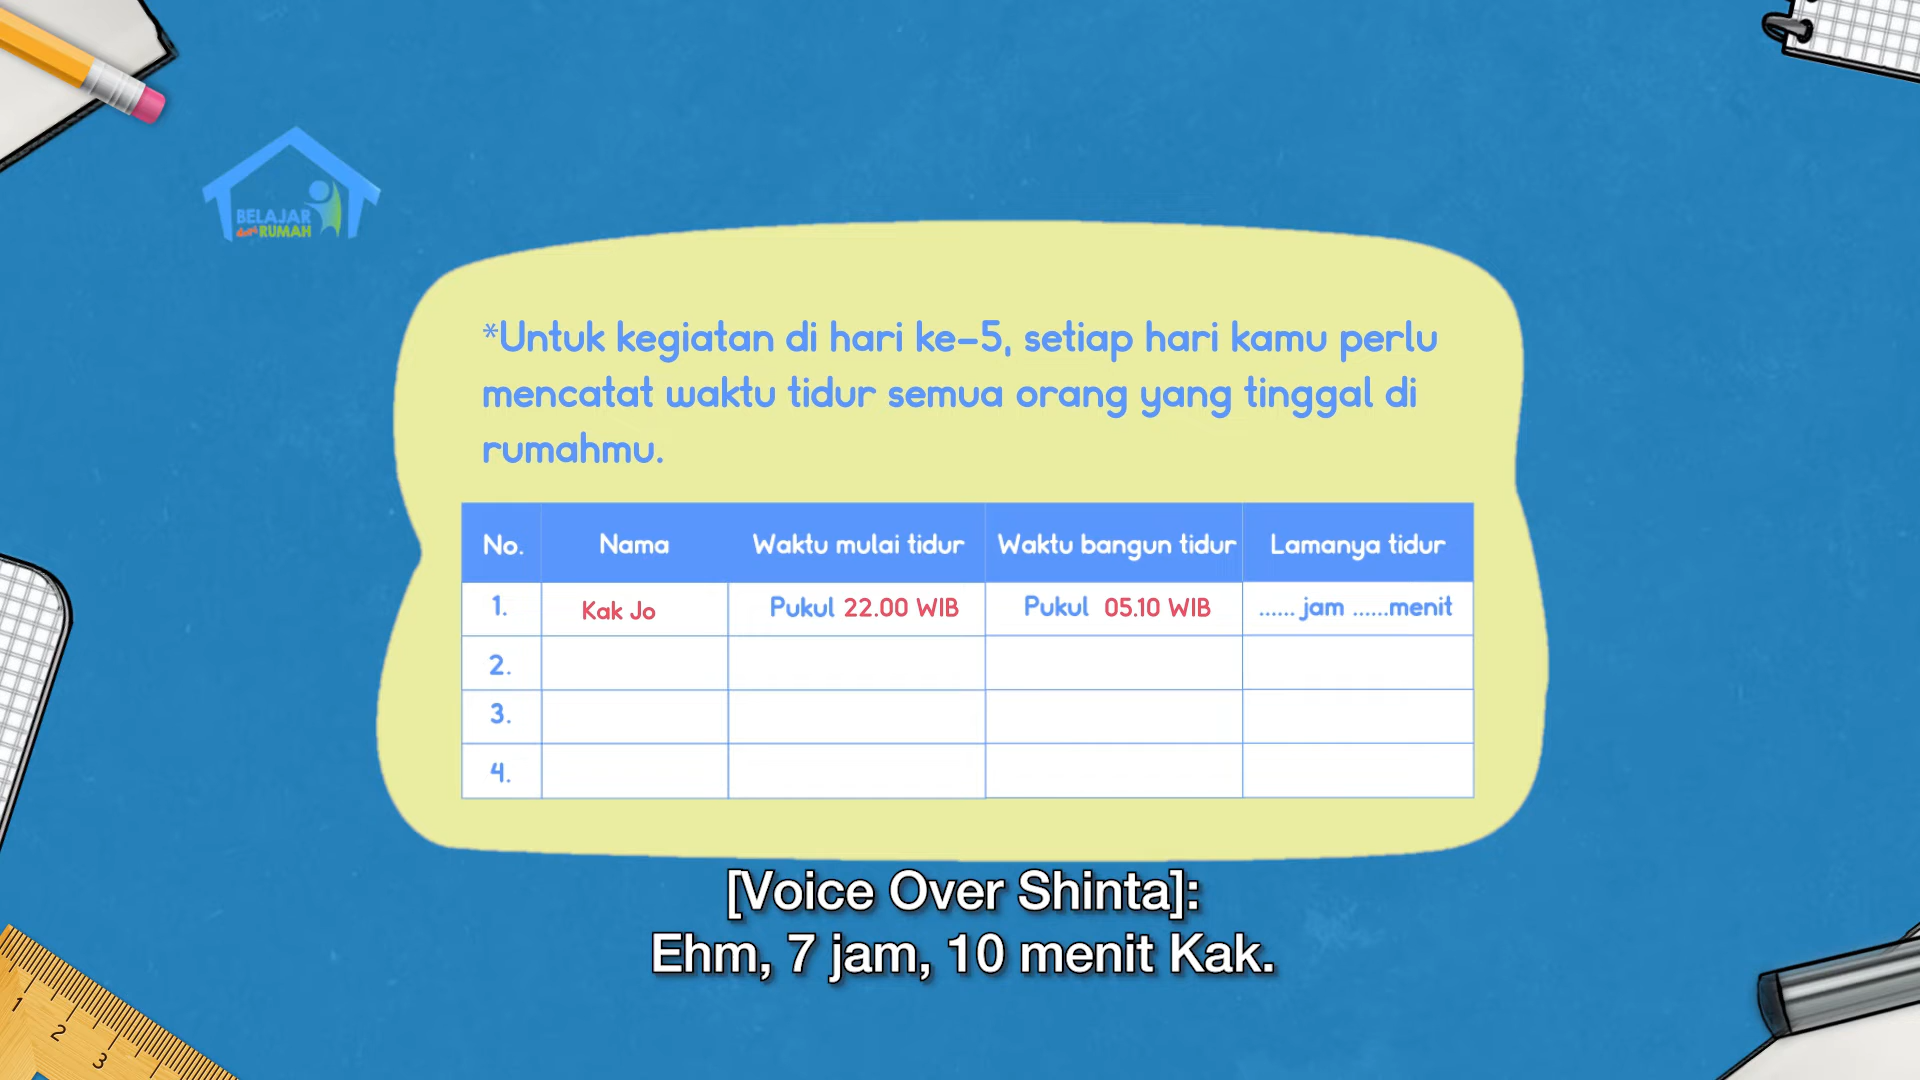 BELAJAR
dari RUMAH
*Untuk kegiatan di hari ke-5, setiap hari kamu perlu
mencatat waktu tidur semua orang yang tinggal di
rumahmu.
No. Nama Waktu mulai tidur Waktu bangun tidur Lamanya tidur
1. Kak Jo Pukul 22.00 WIB Pukul 05.10 WIB ...... jam ......menit
2.
3.
4.
[Voice Over Shinta]:
Ehm, 7 jam, 10 menit Kak.
1
2
3